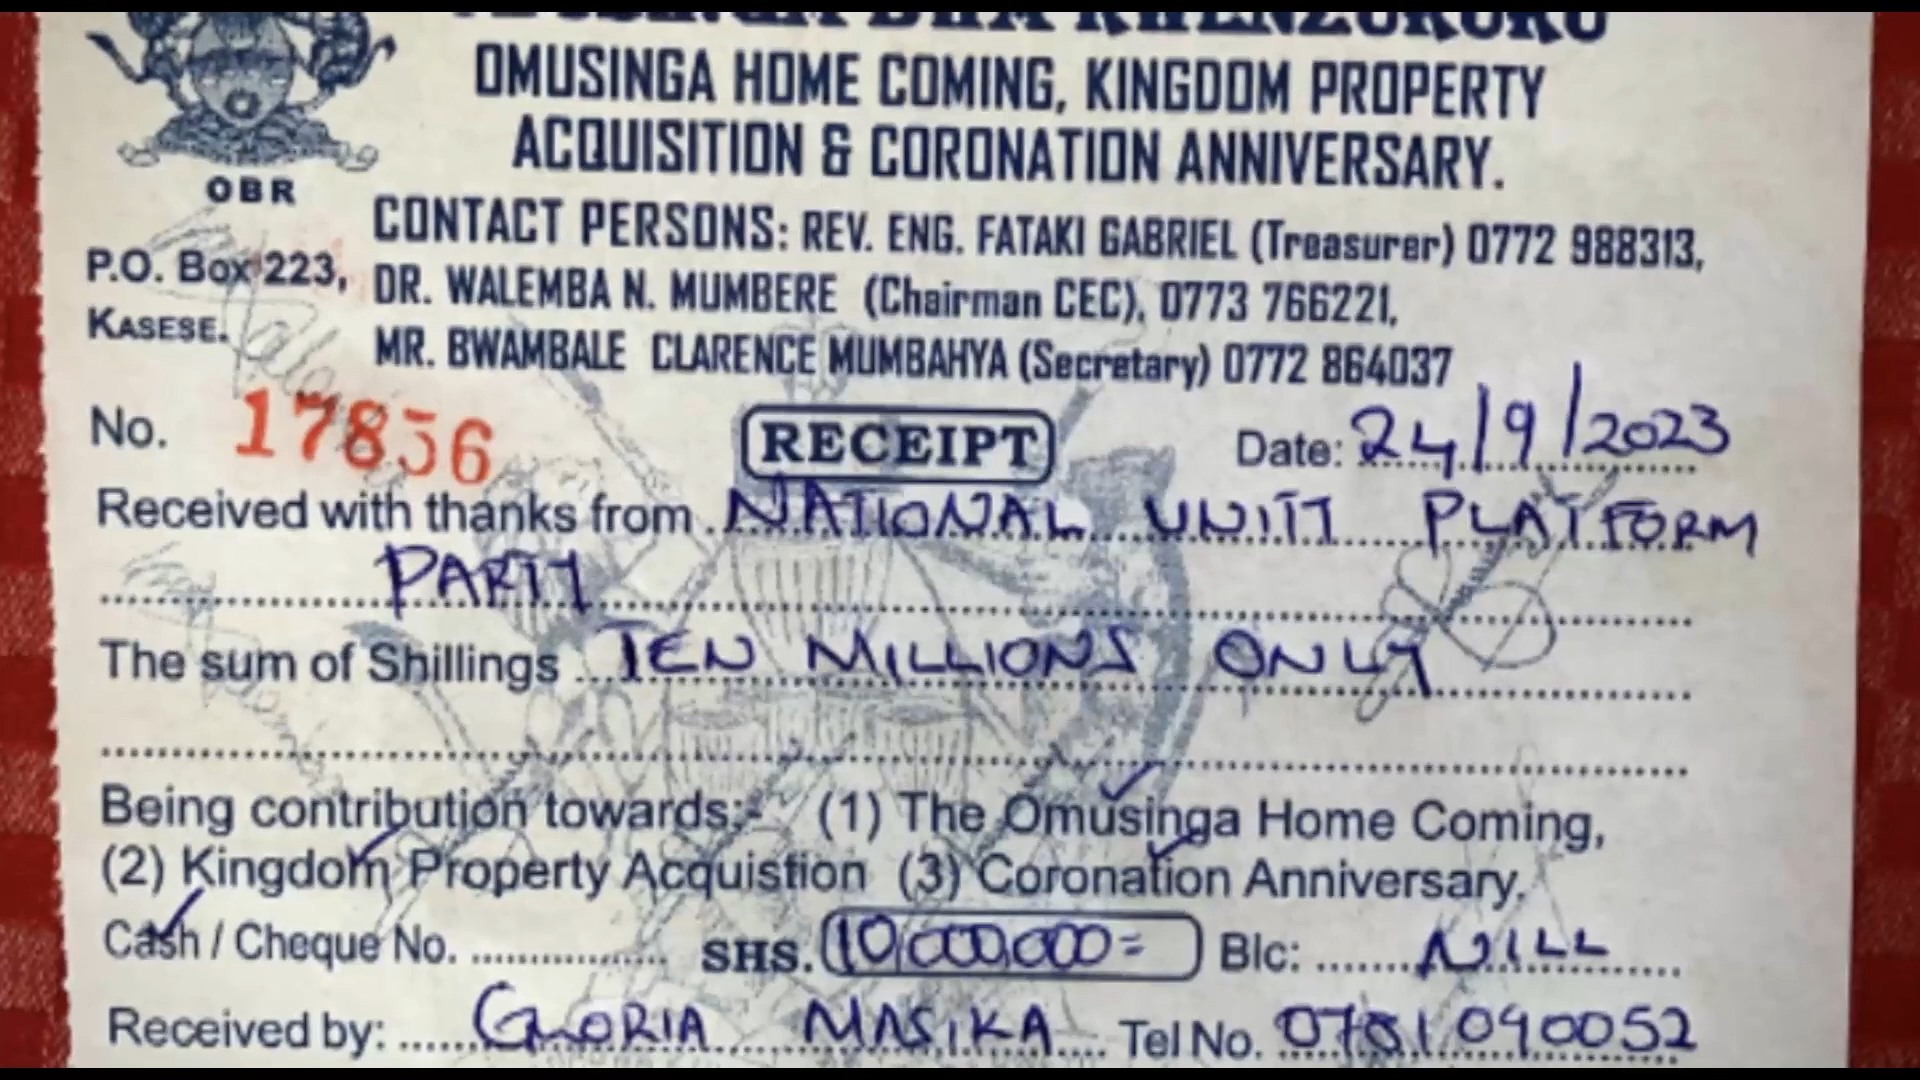 BHA RWENZURURU
OMUSINGA HOME COMING, KINGDOM PROPERTY
ACQUISITION & CORONATION ANNIVERSARY.
OBR
CONTACT PERSONS: REV. ENG. FATAKI GABRIEL (Treasurer) 0772 988313,
P.O. Box 223, DR. WALEMBA N. MUMBERE (Chairman CEC), 0773 766221,
KASESE. MR. BWAMBALE CLARENCE MUMBAHYA (Secretary) 0772 864037
No. 17856 RECEIPT Date: 24/9/2023
Received with thanks from NATIONAL UNITY PLATFORM
PARTY
The sum of Shillings TEN MILLIONS ONLY
Being contribution towards: (1) The Omusinga Home Coming,
(2) Kingdom Property Acquistion (3) Coronation Anniversary.
Cash / Cheque No. SHS. 10,000,000= Blc: NILL
Received by: GLORIA MASIKA Tel No. 0781090052